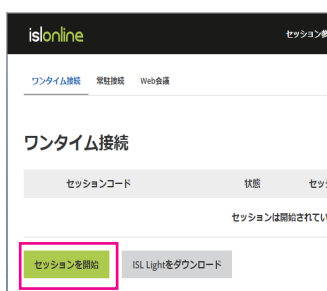 islonline
セッション参
ワンタイム接続 常駐接続 Web会議
ワンタイム接続
セッションコード 状態 セッ
セッションは開始されてい
セッションを開始 ISL Lightをダウンロード